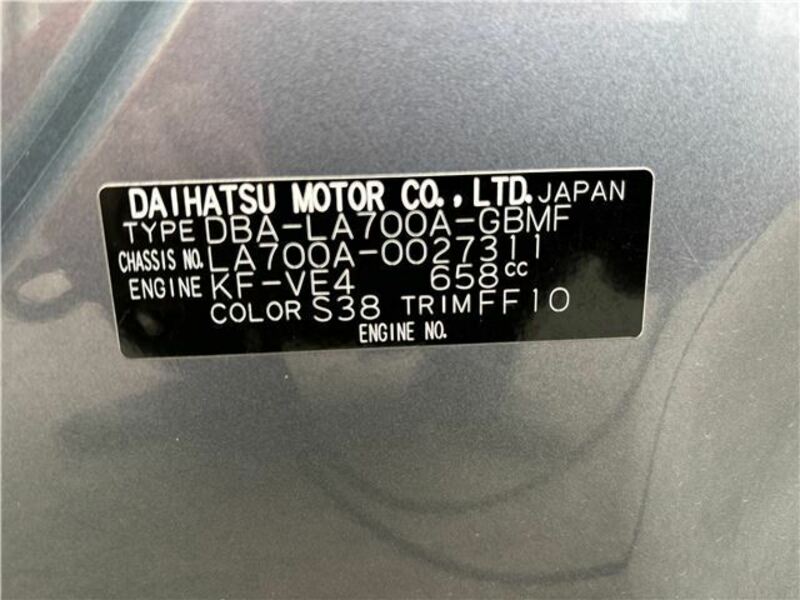 DAIHATSU MOTOR CO., LTD. JAPAN
TYPE DBA-LA700A-GBMF
CHASSIS NO. LA700A-0027311
ENGINE KF-VE4 658cc
COLOR S38 TRIM FF10
ENGINE NO.